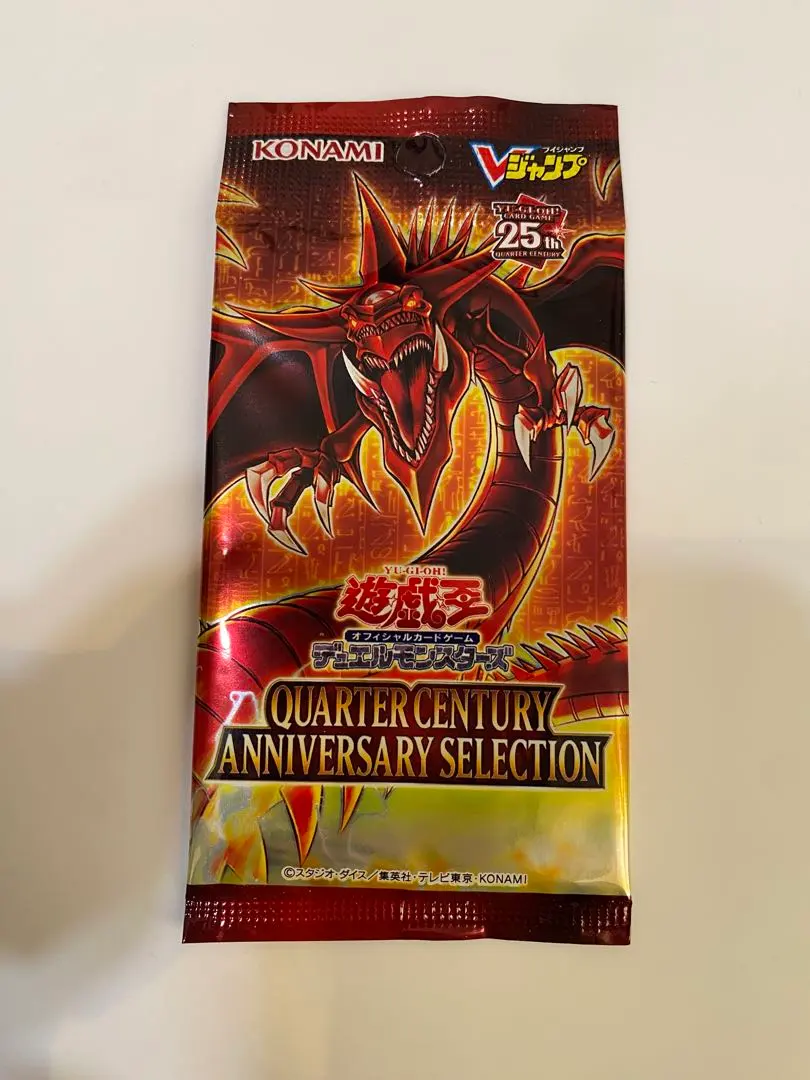 KONAMI
ブイジャンプ
Vジャンプ
YU-GI-OH!
CARD GAME
25th
QUARTER CENTURY
YU-GI-OH!
遊戯王
オフィシャルカードゲーム
デュエルモンスターズ
QUARTER CENTURY
ANNIVERSARY SELECTION
©スタジオ・ダイス/集英社・テレビ東京・KONAMI